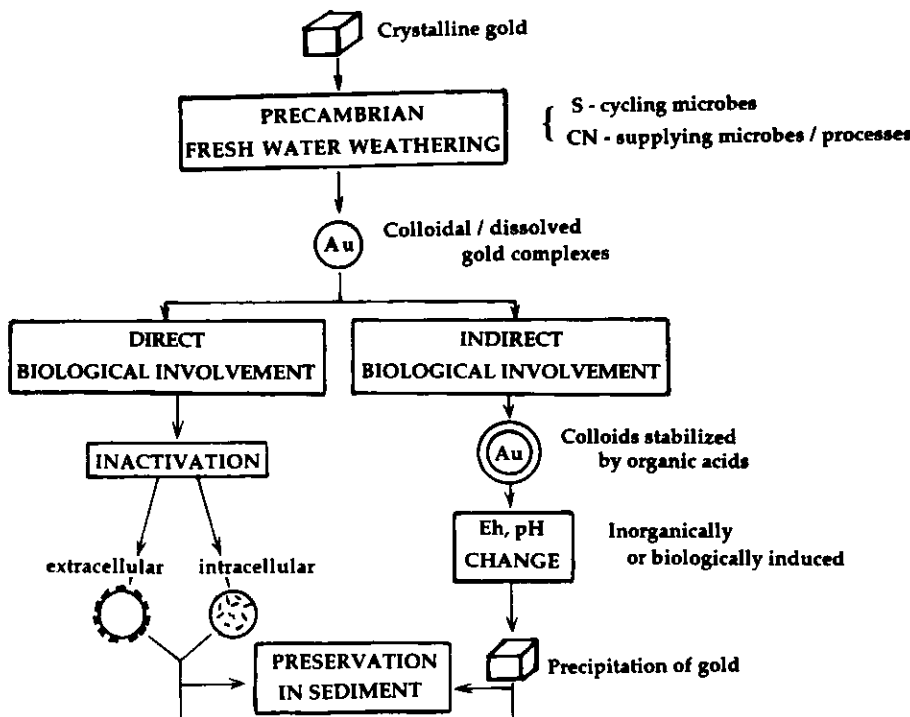 Crystalline gold
PRECAMBRIAN
FRESH WATER WEATHERING
{ S - cycling microbes
CN - supplying microbes / processes
Au
Colloidal / dissolved
gold complexes
DIRECT
BIOLOGICAL INVOLVEMENT
INDIRECT
BIOLOGICAL INVOLVEMENT
INACTIVATION
Au
Colloids stabilized
by organic acids
Eh, pH
CHANGE
Inorganically
or biologically induced
extracellular
intracellular
PRESERVATION
IN SEDIMENT
Precipitation of gold